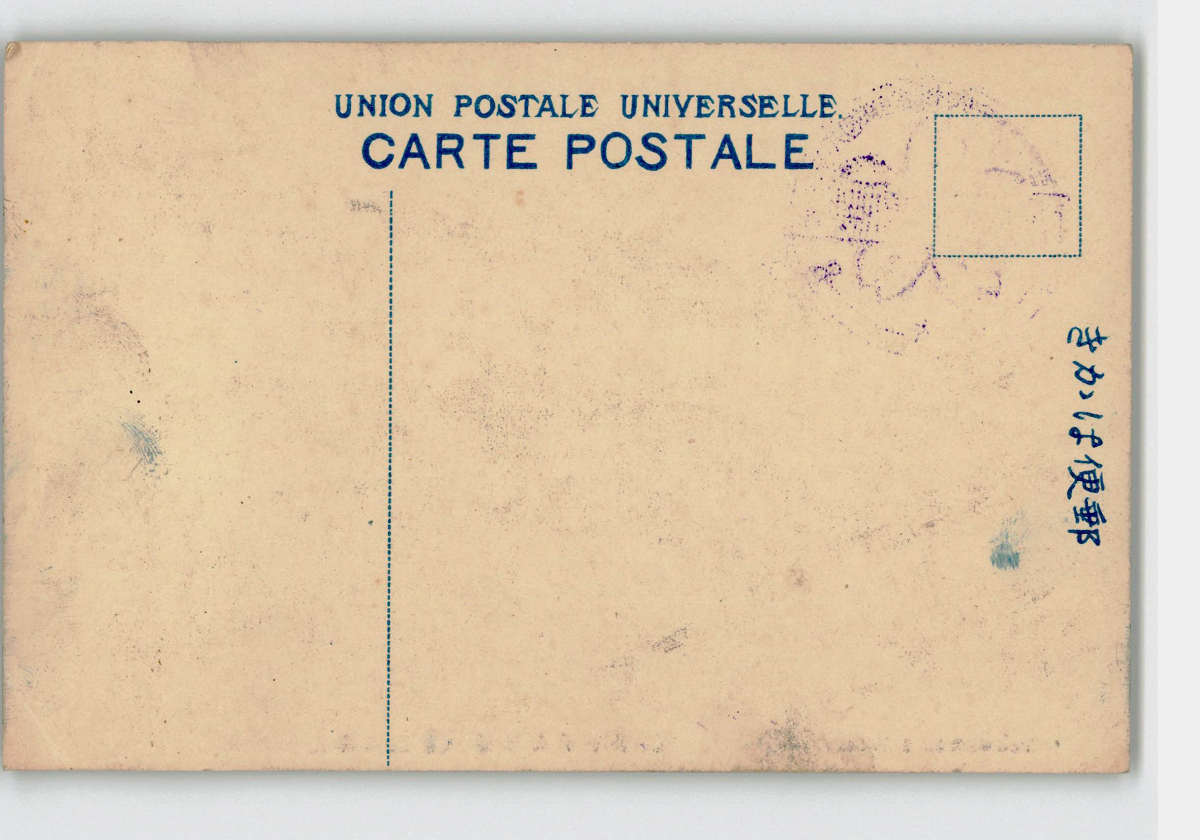 UNION POSTALE UNIVERSELLE.
CARTE POSTALE
郵便はかき